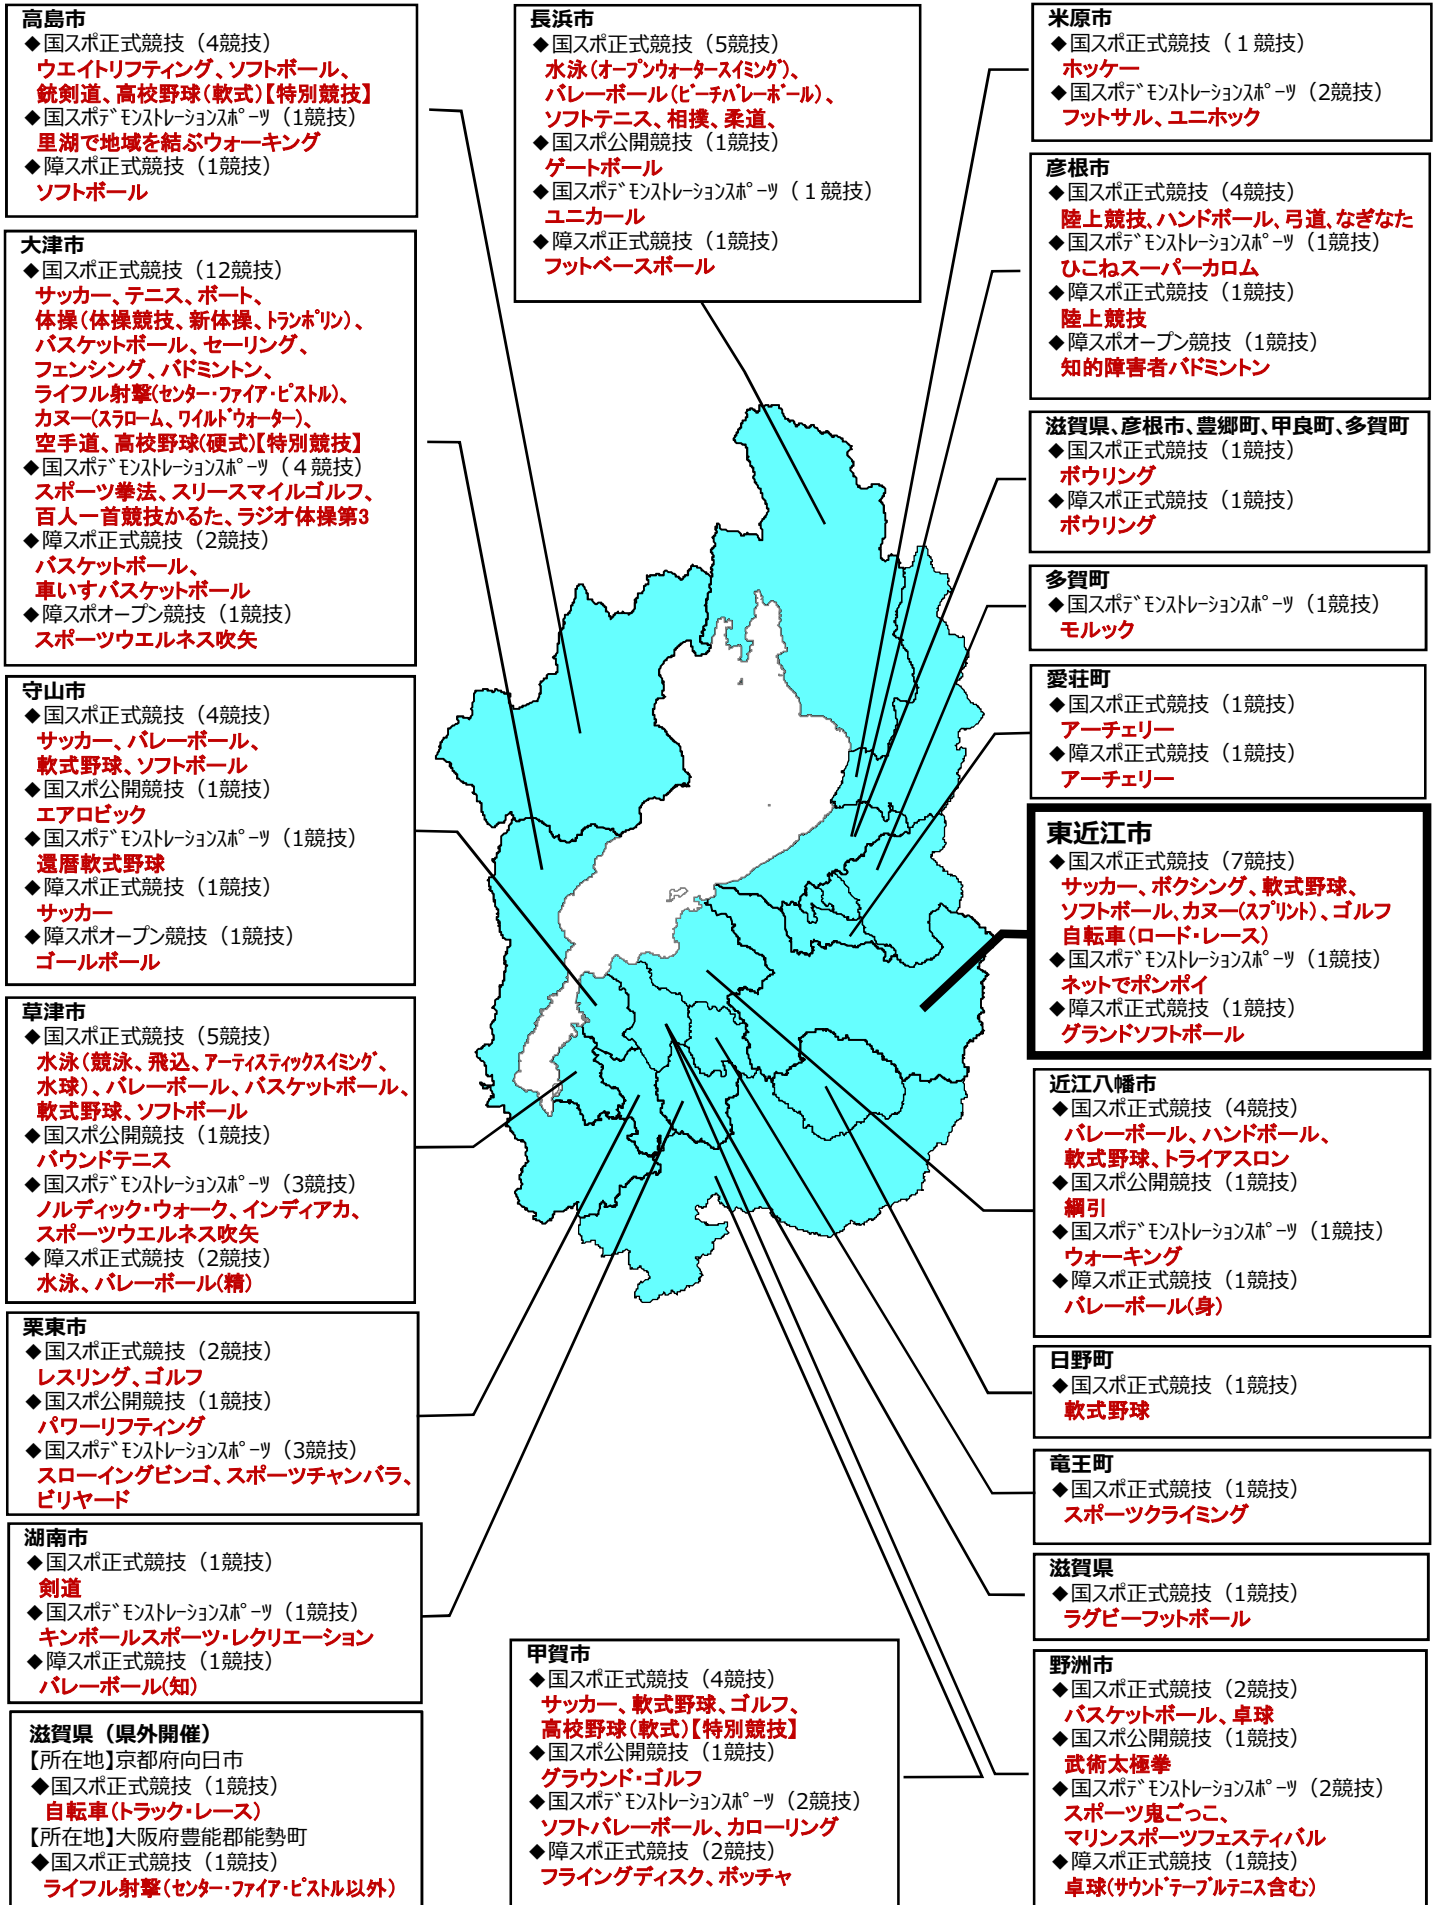 高島市
◆国スポ正式競技（4競技）
ウエイトリフティング、ソフトボール、
銃剣道、高校野球(軟式)【特別競技】
◆国スポﾃﾞﾓﾝｽﾄﾚｰｼｮﾝｽﾎﾟｰﾂ（1競技）
里湖で地域を結ぶウォーキング
◆障スポ正式競技（1競技）
ソフトボール
大津市
◆国スポ正式競技（12競技）
サッカー、テニス、ボート、
体操(体操競技、新体操、ﾄﾗﾝﾎﾟﾘﾝ)、
バスケットボール、セーリング、
フェンシング、バドミントン、
ライフル射撃(ｾﾝﾀｰ･ﾌｧｲｱ･ﾋﾟｽﾄﾙ)、
カヌー(ｽﾗﾛｰﾑ、ﾜｲﾙﾄﾞｳｫｰﾀｰ)、
空手道、高校野球(硬式)【特別競技】
◆国スポﾃﾞﾓﾝｽﾄﾚｰｼｮﾝｽﾎﾟｰﾂ（４競技）
スポーツ拳法、スリースマイルゴルフ、
百人一首競技かるた、ラジオ体操第3
◆障スポ正式競技（2競技）
バスケットボール、
車いすバスケットボール
◆障スポオープン競技（1競技）
スポーツウエルネス吹矢
守山市
◆国スポ正式競技（4競技）
サッカー、バレーボール、
軟式野球、ソフトボール
◆国スポ公開競技（1競技）
エアロビック
◆国スポﾃﾞﾓﾝｽﾄﾚｰｼｮﾝｽﾎﾟｰﾂ（1競技）
還暦軟式野球
◆障スポ正式競技（1競技）
サッカー
◆障スポオープン競技（1競技）
ゴールボール
草津市
◆国スポ正式競技（5競技）
水泳(競泳、飛込、ｱｰﾃｨｽﾃｨｯｸｽｲﾐﾝｸﾞ、
水球)、バレーボール、バスケットボール、
軟式野球、ソフトボール
◆国スポ公開競技（1競技）
バウンドテニス
◆国スポﾃﾞﾓﾝｽﾄﾚｰｼｮﾝｽﾎﾟｰﾂ（3競技）
ノルディック・ウォーク、インディアカ、
スポーツウエルネス吹矢
◆障スポ正式競技（2競技）
水泳、バレーボール(精)
栗東市
◆国スポ正式競技（2競技）
レスリング、ゴルフ
◆国スポ公開競技（1競技）
パワーリフティング
◆国スポﾃﾞﾓﾝｽﾄﾚｰｼｮﾝｽﾎﾟｰﾂ（3競技）
スローイングビンゴ、スポーツチャンバラ、
ビリヤード
湖南市
◆国スポ正式競技（1競技）
剣道
◆国スポﾃﾞﾓﾝｽﾄﾚｰｼｮﾝｽﾎﾟｰﾂ（1競技）
キンボールスポーツ・レクリエーション
◆障スポ正式競技（1競技）
バレーボール(知)
滋賀県（県外開催）
【所在地】京都府向日市
◆国スポ正式競技（1競技）
自転車(トラック・レース)
【所在地】大阪府豊能郡能勢町
◆国スポ正式競技（1競技）
ライフル射撃(ｾﾝﾀｰ･ﾌｧｲｱ･ﾋﾟｽﾄﾙ以外)
長浜市
◆国スポ正式競技（5競技）
水泳(ｵｰﾌﾟﾝｳｫｰﾀｰｽｲﾐﾝｸﾞ)、
バレーボール(ﾋﾞｰﾁﾊﾞﾚｰﾎﾞｰﾙ)、
ソフトテニス、相撲、柔道、
◆国スポ公開競技（1競技）
ゲートボール
◆国スポﾃﾞﾓﾝｽﾄﾚｰｼｮﾝｽﾎﾟｰﾂ（１競技）
ユニカール
◆障スポ正式競技（1競技）
フットベースボール
甲賀市
◆国スポ正式競技（4競技）
サッカー、軟式野球、ゴルフ、
高校野球(軟式)【特別競技】
◆国スポ公開競技（1競技）
グラウンド・ゴルフ
◆国スポﾃﾞﾓﾝｽﾄﾚｰｼｮﾝｽﾎﾟｰﾂ（2競技）
ソフトバレーボール、カローリング
◆障スポ正式競技（2競技）
フライングディスク、ボッチャ
米原市
◆国スポ正式競技（１競技）
ホッケー
◆国スポﾃﾞﾓﾝｽﾄﾚｰｼｮﾝｽﾎﾟｰﾂ（2競技）
フットサル、ユニホック
彦根市
◆国スポ正式競技（4競技）
陸上競技、ハンドボール、弓道、なぎなた
◆国スポﾃﾞﾓﾝｽﾄﾚｰｼｮﾝｽﾎﾟｰﾂ（1競技）
ひこねスーパーカロム
◆障スポ正式競技（1競技）
陸上競技
◆障スポオープン競技（1競技）
知的障害者バドミントン
滋賀県、彦根市、豊郷町、甲良町、多賀町
◆国スポ正式競技（1競技）
ボウリング
◆障スポ正式競技（1競技）
ボウリング
多賀町
◆国スポﾃﾞﾓﾝｽﾄﾚｰｼｮﾝｽﾎﾟｰﾂ（1競技）
モルック
愛荘町
◆国スポ正式競技（1競技）
アーチェリー
◆障スポ正式競技（1競技）
アーチェリー
東近江市
◆国スポ正式競技（7競技）
サッカー、ボクシング、軟式野球、
ソフトボール、カヌー(ｽﾌﾟﾘﾝﾄ)、ゴルフ
自転車(ロード・レース)
◆国スポﾃﾞﾓﾝｽﾄﾚｰｼｮﾝｽﾎﾟｰﾂ（1競技）
ネットでポンポイ
◆障スポ正式競技（1競技）
グランドソフトボール
近江八幡市
◆国スポ正式競技（4競技）
バレーボール、ハンドボール、
軟式野球、トライアスロン
◆国スポ公開競技（1競技）
綱引
◆国スポﾃﾞﾓﾝｽﾄﾚｰｼｮﾝｽﾎﾟｰﾂ（1競技）
ウォーキング
◆障スポ正式競技（1競技）
バレーボール(身)
日野町
◆国スポ正式競技（1競技）
軟式野球
竜王町
◆国スポ正式競技（1競技）
スポーツクライミング
滋賀県
◆国スポ正式競技（1競技）
ラグビーフットボール
野洲市
◆国スポ正式競技（2競技）
バスケットボール、卓球
◆国スポ公開競技（1競技）
武術太極拳
◆国スポﾃﾞﾓﾝｽﾄﾚｰｼｮﾝｽﾎﾟｰﾂ（2競技）
スポーツ鬼ごっこ、
マリンスポーツフェスティバル
◆障スポ正式競技（1競技）
卓球(ｻｳﾝﾄﾞﾃｰﾌﾞﾙﾃﾆｽ含む)